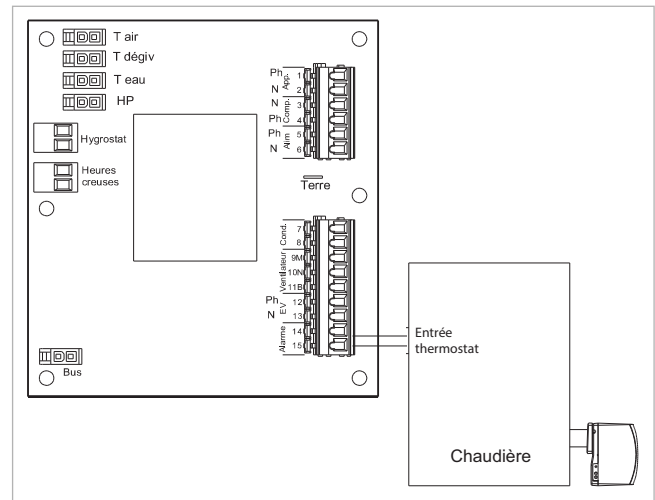 T air
T dégiv
T eau
HP
Hygrostat
Heures
creuses
Ph 1 App.
N 2
N 3 Comp.
Ph 4
Ph 5 Alim
N 6
Terre
7 Cond.
8
9M Ventilateur
10N
11B
Ph 12 EV
N 13
14 Alarme
15
Bus
Entrée
thermostat
Chaudière